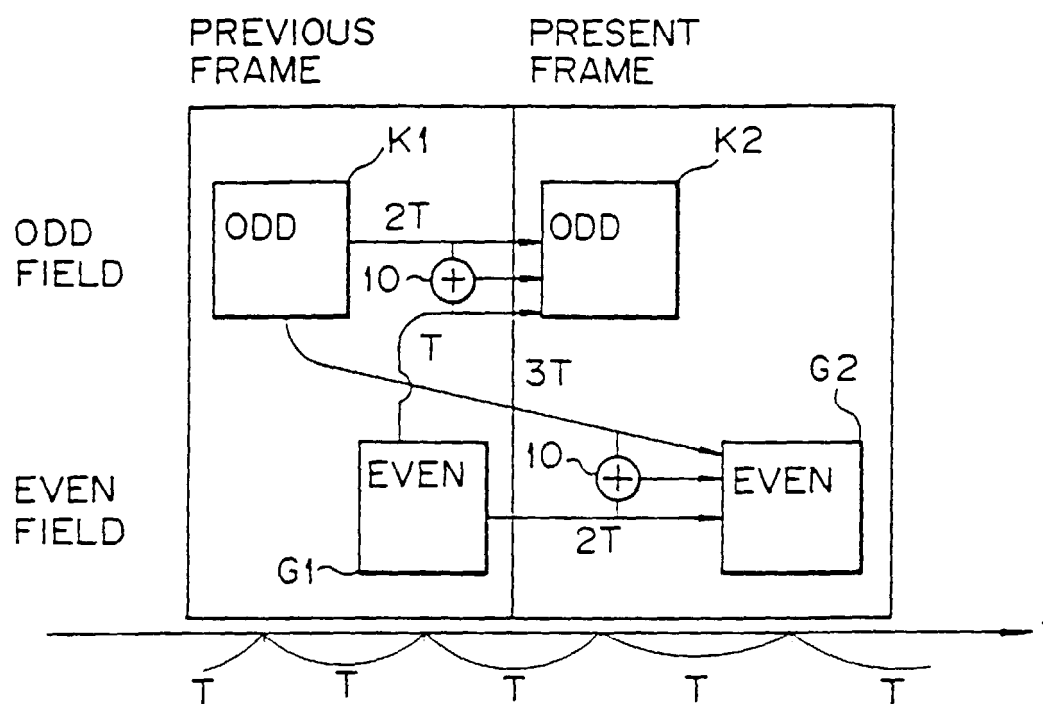 PREVIOUS FRAME
PRESENT FRAME
K1
K2
ODD FIELD
ODD
2T
ODD
10
+
T
3T
G2
EVEN FIELD
EVEN
10
+
EVEN
2T
G1
T
T
T
T
T